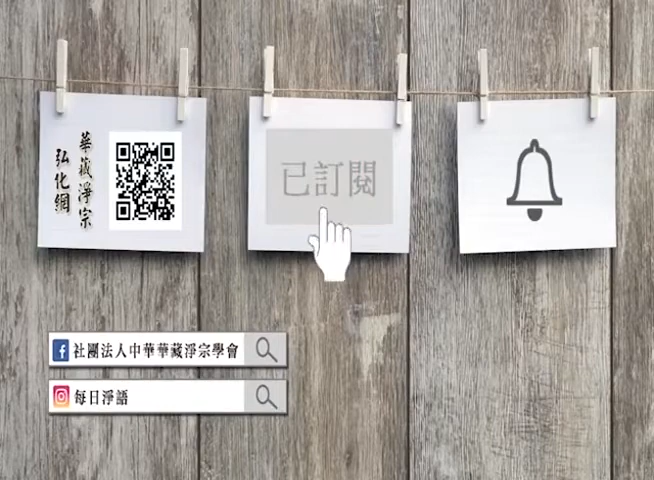 華藏淨宗
弘化網
已訂閱
社團法人中華華藏淨宗學會
每日淨語